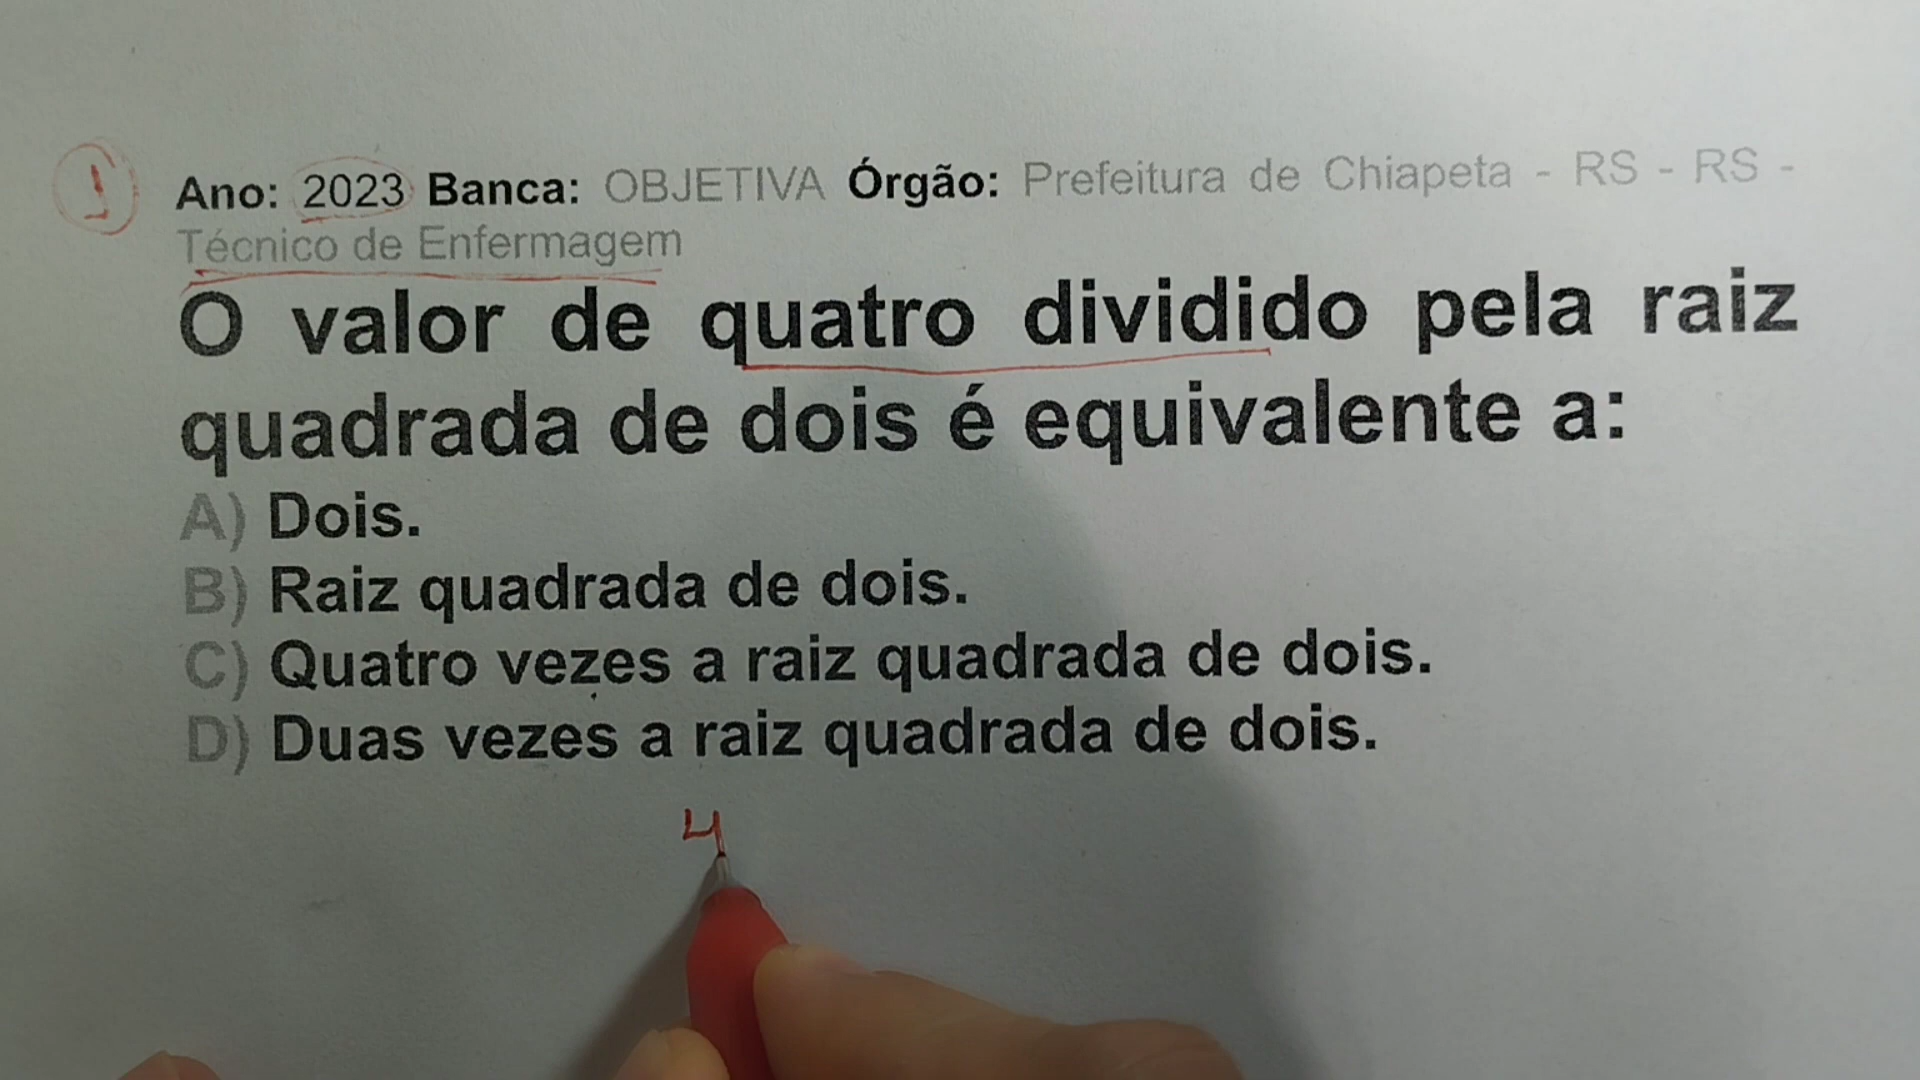 1 Ano: 2023 Banca: OBJETIVA Órgão: Prefeitura de Chiapeta - RS - RS -
Técnico de Enfermagem
O valor de quatro dividido pela raiz
quadrada de dois é equivalente a:
A) Dois.
B) Raiz quadrada de dois.
C) Quatro vezes a raiz quadrada de dois.
D) Duas vezes a raiz quadrada de dois.
4